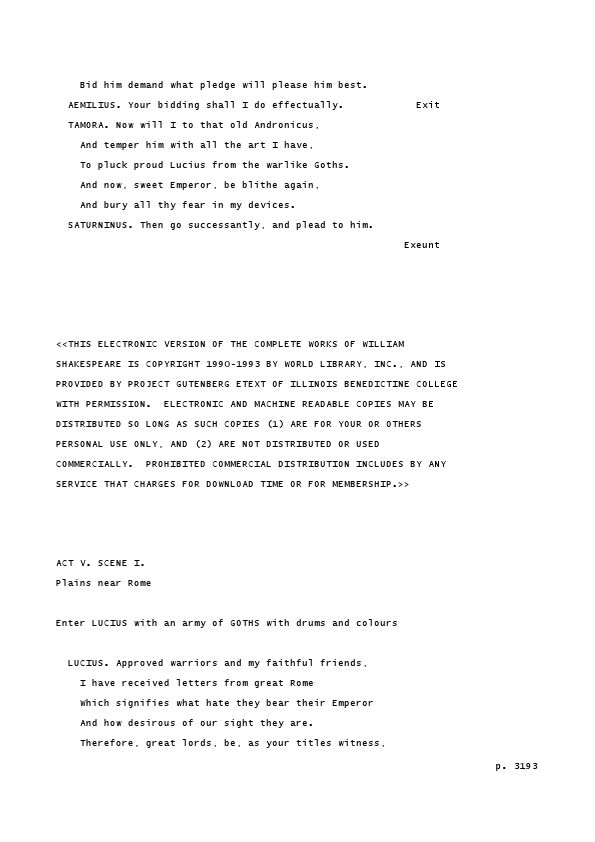 Bid him demand what pledge will please him best.
AEMILIUS. Your bidding shall I do effectually. Exit
TAMORA. Now will I to that old Andronicus,
And temper him with all the art I have,
To pluck proud Lucius from the warlike Goths.
And now, sweet Emperor, be blithe again,
And bury all thy fear in my devices.
SATURNINUS. Then go successantly, and plead to him.
Exeunt
<<THIS ELECTRONIC VERSION OF THE COMPLETE WORKS OF WILLIAM
SHAKESPEARE IS COPYRIGHT 1990-1993 BY WORLD LIBRARY, INC., AND IS
PROVIDED BY PROJECT GUTENBERG ETEXT OF ILLINOIS BENEDICTINE COLLEGE
WITH PERMISSION.  ELECTRONIC AND MACHINE READABLE COPIES MAY BE
DISTRIBUTED SO LONG AS SUCH COPIES (1) ARE FOR YOUR OR OTHERS
PERSONAL USE ONLY, AND (2) ARE NOT DISTRIBUTED OR USED
COMMERCIALLY.  PROHIBITED COMMERCIAL DISTRIBUTION INCLUDES BY ANY
SERVICE THAT CHARGES FOR DOWNLOAD TIME OR FOR MEMBERSHIP.>>
ACT V. SCENE I.
Plains near Rome
Enter LUCIUS with an army of GOTHS with drums and colours
LUCIUS. Approved warriors and my faithful friends,
I have received letters from great Rome
Which signifies what hate they bear their Emperor
And how desirous of our sight they are.
Therefore, great lords, be, as your titles witness,
p. 3193